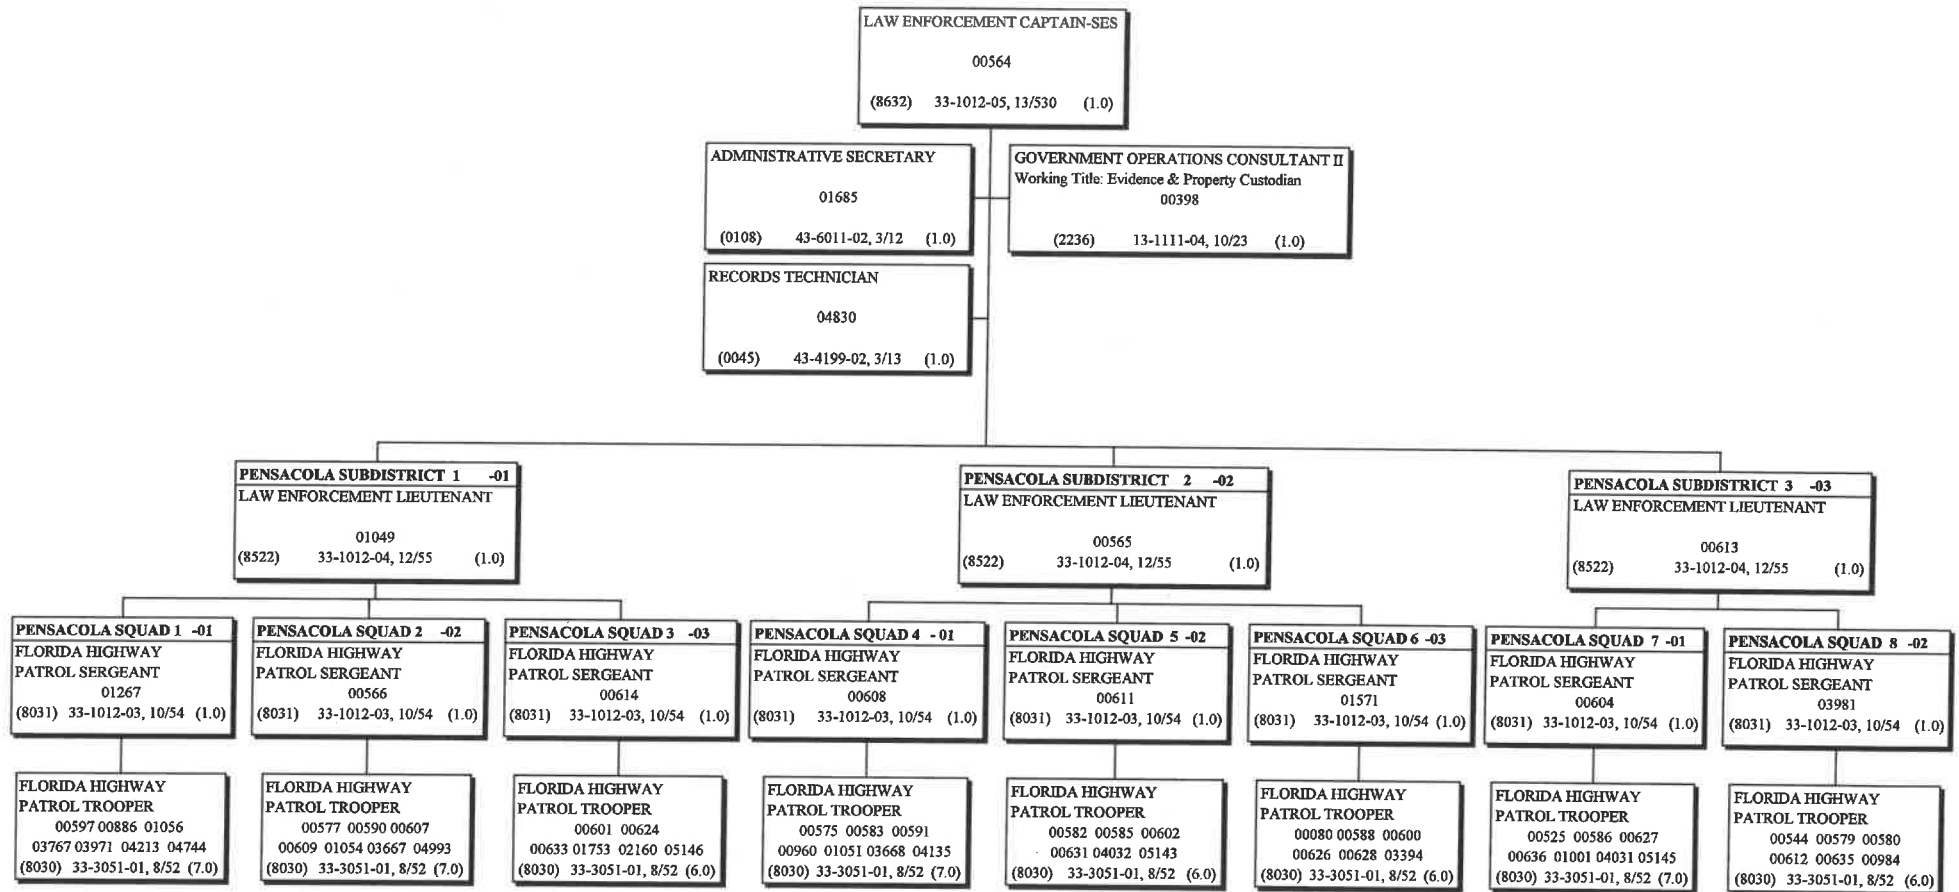 LAW ENFORCEMENT CAPTAIN-SES
00564
(8632) 33-1012-05, 13/530 (1.0)
ADMINISTRATIVE SECRETARY
01685
(0108) 43-6011-02, 3/12 (1.0)
GOVERNMENT OPERATIONS CONSULTANT II
Working Title: Evidence & Property Custodian
00398
(2236) 13-1111-04, 10/23 (1.0)
RECORDS TECHNICIAN
04830
(0045) 43-4199-02, 3/13 (1.0)
PENSACOLA SUBDISTRICT 1 -01
LAW ENFORCEMENT LIEUTENANT
01049
(8522) 33-1012-04, 12/55 (1.0)
PENSACOLA SUBDISTRICT 2 -02
LAW ENFORCEMENT LIEUTENANT
00565
(8522) 33-1012-04, 12/55 (1.0)
PENSACOLA SUBDISTRICT 3 -03
LAW ENFORCEMENT LIEUTENANT
00613
(8522) 33-1012-04, 12/55 (1.0)
PENSACOLA SQUAD 1 -01
FLORIDA HIGHWAY
PATROL SERGEANT
01267
(8031) 33-1012-03, 10/54 (1.0)
PENSACOLA SQUAD 2 -02
FLORIDA HIGHWAY
PATROL SERGEANT
00566
(8031) 33-1012-03, 10/54 (1.0)
PENSACOLA SQUAD 3 -03
FLORIDA HIGHWAY
PATROL SERGEANT
00614
(8031) 33-1012-03, 10/54 (1.0)
PENSACOLA SQUAD 4 - 01
FLORIDA HIGHWAY
PATROL SERGEANT
00608
(8031) 33-1012-03, 10/54 (1.0)
PENSACOLA SQUAD 5 -02
FLORIDA HIGHWAY
PATROL SERGEANT
00611
(8031) 33-1012-03, 10/54 (1.0)
PENSACOLA SQUAD 6 -03
FLORIDA HIGHWAY
PATROL SERGEANT
01571
(8031) 33-1012-03, 10/54 (1.0)
PENSACOLA SQUAD 7 -01
FLORIDA HIGHWAY
PATROL SERGEANT
00604
(8031) 33-1012-03, 10/54 (1.0)
PENSACOLA SQUAD 8 -02
FLORIDA HIGHWAY
PATROL SERGEANT
03981
(8031) 33-1012-03, 10/54 (1.0)
FLORIDA HIGHWAY
PATROL TROOPER
00597 00886 01056
03767 03971 04213 04744
(8030) 33-3051-01, 8/52 (7.0)
FLORIDA HIGHWAY
PATROL TROOPER
00577 00590 00607
00609 01054 03667 04993
(8030) 33-3051-01, 8/52 (7.0)
FLORIDA HIGHWAY
PATROL TROOPER
00601 00624
00633 01753 02160 05146
(8030) 33-3051-01, 8/52 (6.0)
FLORIDA HIGHWAY
PATROL TROOPER
00575 00583 00591
00960 01051 03668 04135
(8030) 33-3051-01, 8/52 (7.0)
FLORIDA HIGHWAY
PATROL TROOPER
00582 00585 00602
00631 04032 05143
(8030) 33-3051-01, 8/52 (6.0)
FLORIDA HIGHWAY
PATROL TROOPER
00080 00588 00600
00626 00628 03394
(8030) 33-3051-01, 8/52 (6.0)
FLORIDA HIGHWAY
PATROL TROOPER
00525 00586 00627
00636 01001 04031 05145
(8030) 33-3051-01, 8/52 (7.0)
FLORIDA HIGHWAY
PATROL TROOPER
00544 00579 00580
00612 00635 00984
(8030) 33-3051-01, 8/52 (6.0)